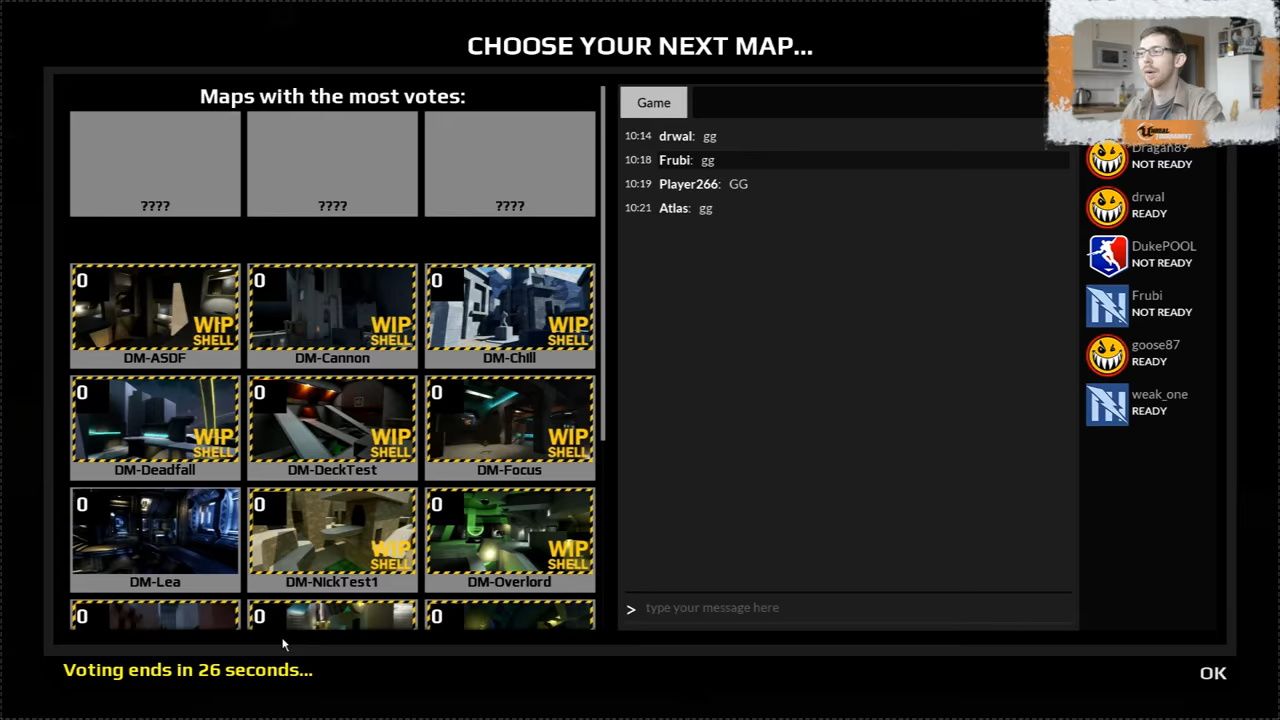 CHOOSE YOUR NEXT MAP...
Maps with the most votes:
????
????
????
0
WIP
SHELL
DM-ASDF
0
WIP
SHELL
DM-Cannon
0
WIP
SHELL
DM-Chill
0
WIP
SHELL
DM-Deadfall
0
WIP
SHELL
DM-DeckTest
0
WIP
SHELL
DM-Focus
0
DM-Lea
0
WIP
SHELL
DM-NickTest1
0
WIP
SHELL
DM-Overlord
0
0
0
Voting ends in 26 seconds...
Game
10:14 drwal: gg
10:18 Frubi: gg
10:19 Player266: GG
10:21 Atlas: gg
> type your message here
UNREAL
TOURNAMENT
Dragan89
NOT READY
drwal
READY
DukePOOL
NOT READY
Frubi
NOT READY
goose87
READY
weak_one
READY
OK